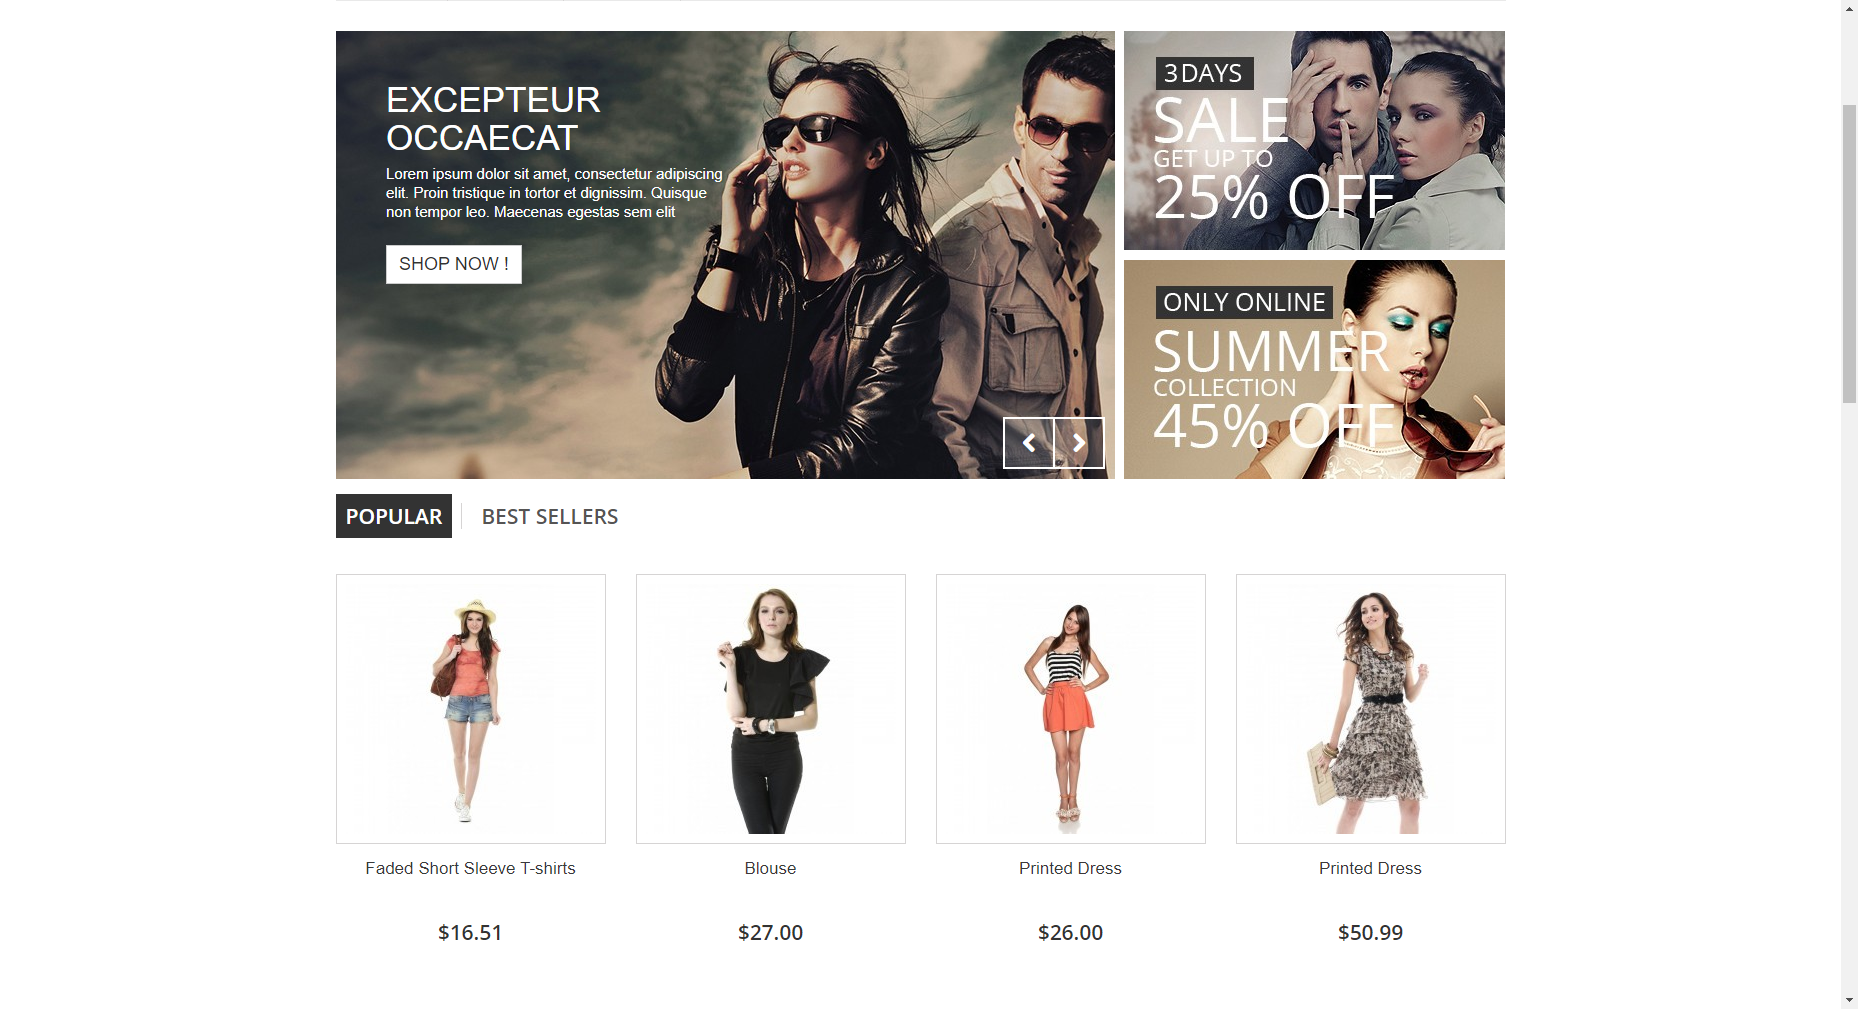 EXCEPTEUR
OCCAECAT
Lorem ipsum dolor sit amet, consectetur adipiscing
elit. Proin tristique in tortor et dignissim. Quisque
non tempor leo. Maecenas egestas sem elit
SHOP NOW !
3DAYS
SALE
GET UP TO
25% OFF
ONLY ONLINE
SUMMER
COLLECTION
45% OFF
POPULAR
BEST SELLERS
Faded Short Sleeve T-shirts
$16.51
Blouse
$27.00
Printed Dress
$26.00
Printed Dress
$50.99